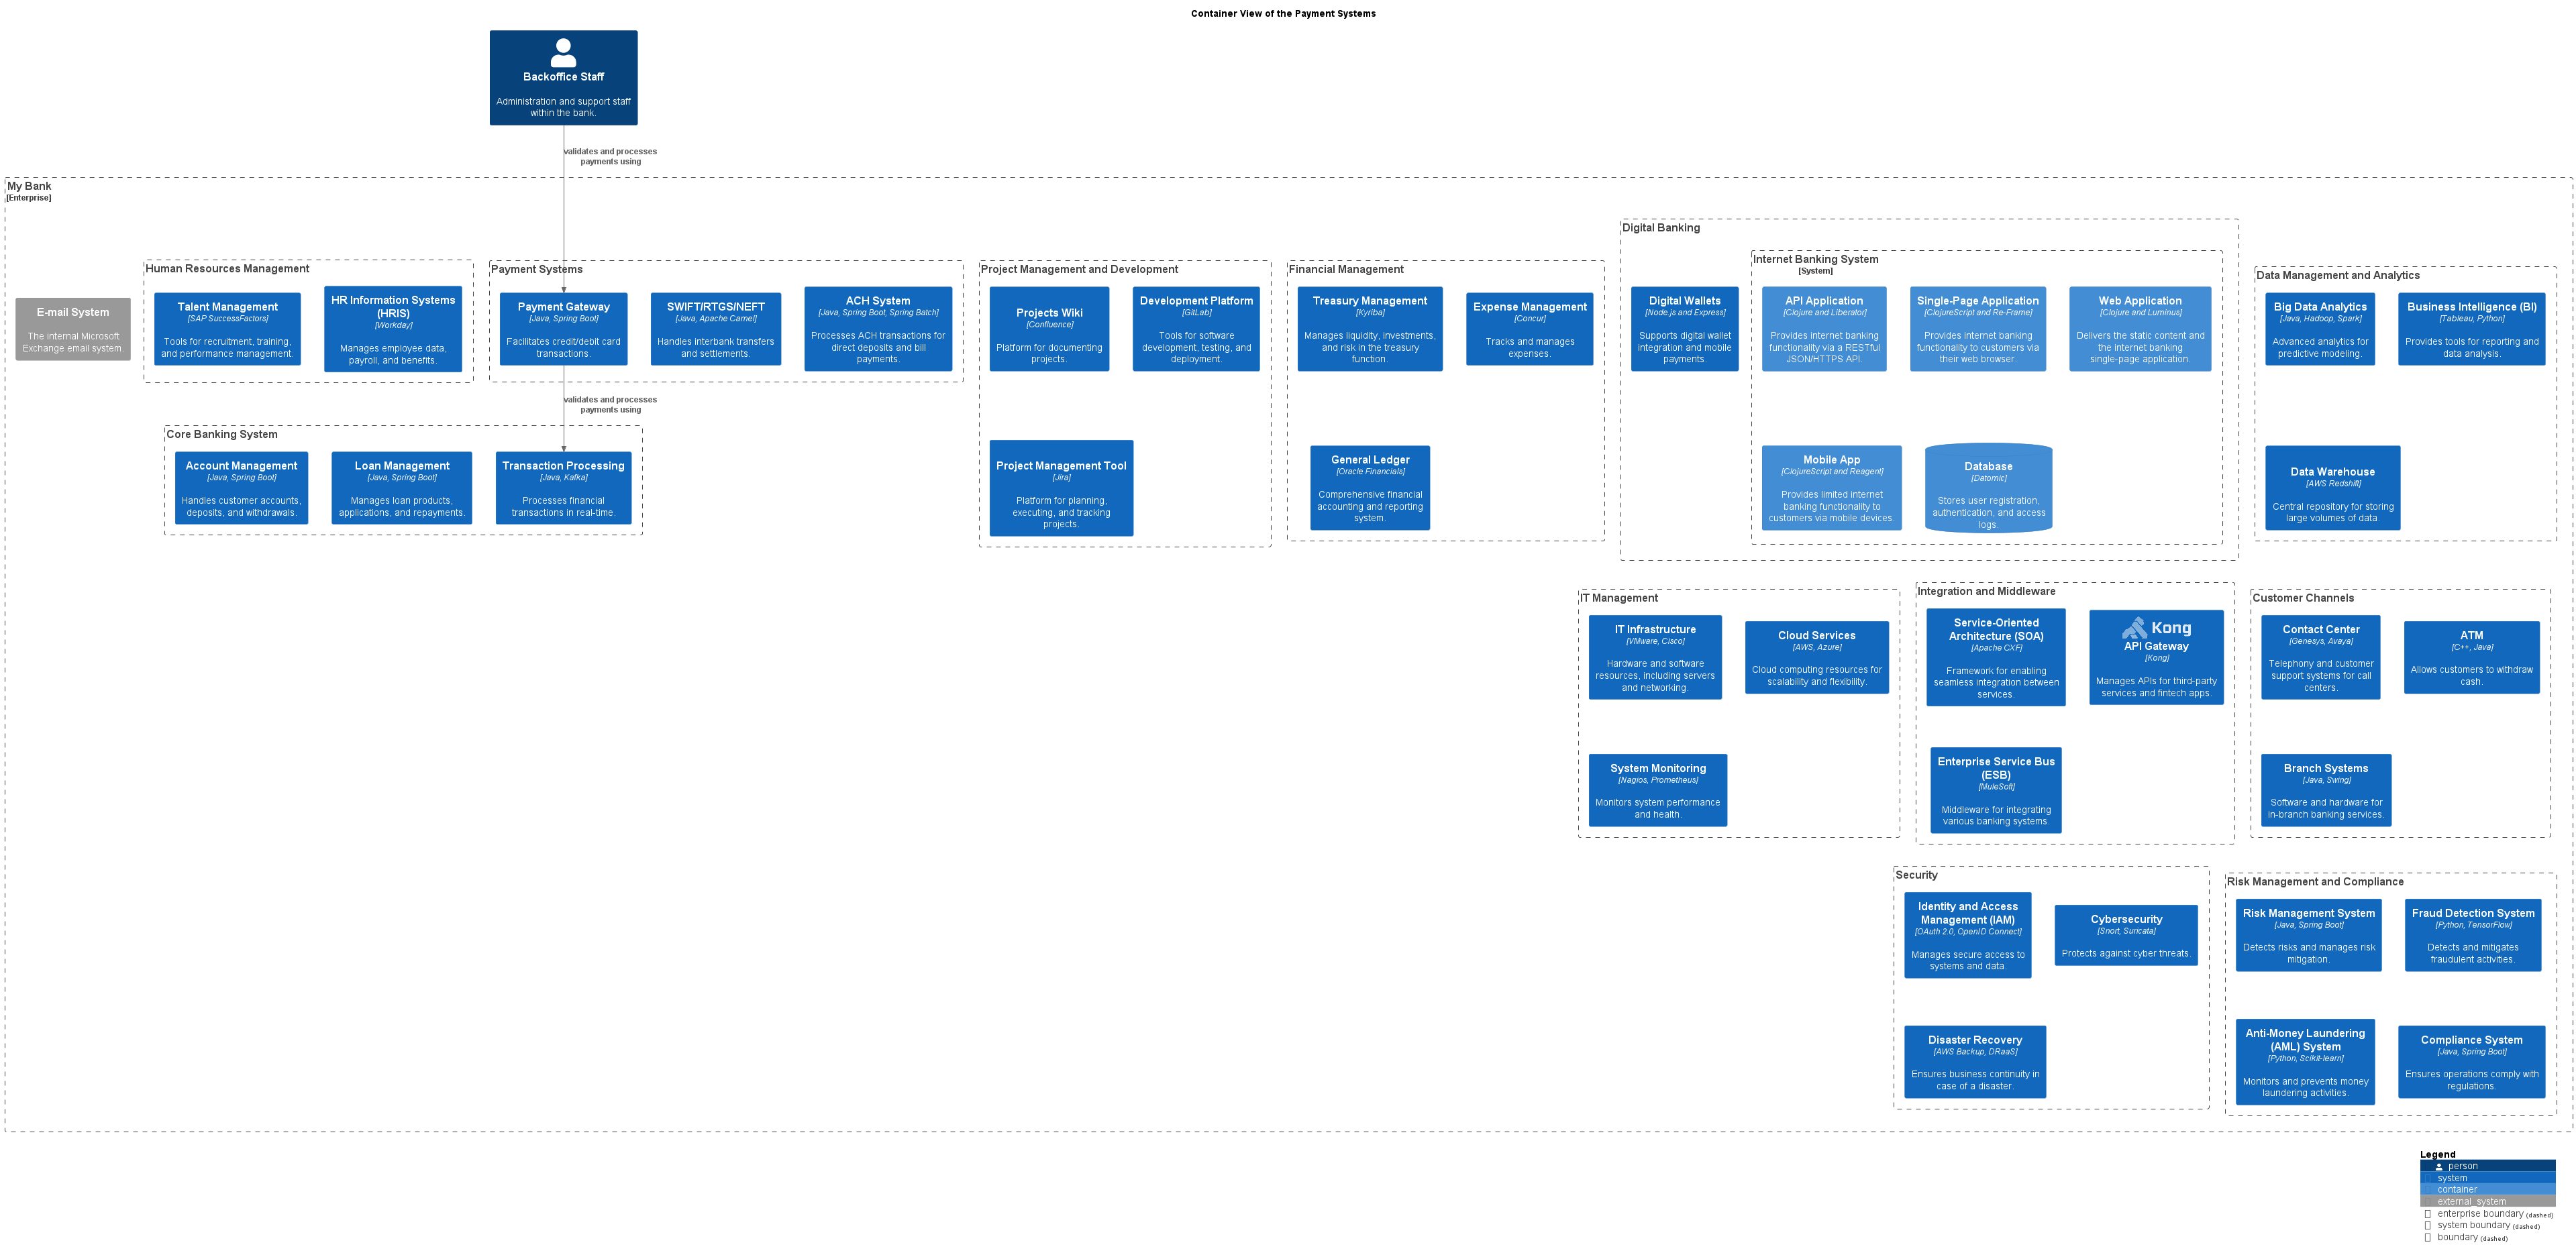 Container View of the Payment Systems
Backoffice Staff
Administration and support staff
within the bank.
validates and processes
payments using
My Bank
[Enterprise]
E-mail System
The internal Microsoft
Exchange email system.
Human Resources Management
Talent Management
[SAP SuccessFactors]
Tools for recruitment, training,
and performance management.
HR Information Systems
(HRIS)
[Workday]
Manages employee data,
payroll, and benefits.
Payment Systems
Payment Gateway
[Java, Spring Boot]
Facilitates credit/debit card
transactions.
SWIFT/RTGS/NEFT
[Java, Apache Camel]
Handles interbank transfers
and settlements.
ACH System
[Java, Spring Boot, Spring Batch]
Processes ACH transactions for
direct deposits and bill
payments.
validates and processes
payments using
Core Banking System
Account Management
[Java, Spring Boot]
Handles customer accounts,
deposits, and withdrawals.
Loan Management
[Java, Spring Boot]
Manages loan products,
applications, and repayments.
Transaction Processing
[Java, Kafka]
Processes financial
transactions in real-time.
Project Management and Development
Projects Wiki
[Confluence]
Platform for documenting
projects.
Development Platform
[GitLab]
Tools for software
development, testing, and
deployment.
Project Management Tool
[Jira]
Platform for planning,
executing, and tracking
projects.
Financial Management
Treasury Management
[Kyriba]
Manages liquidity, investments,
and risk in the treasury
function.
Expense Management
[Concur]
Tracks and manages
expenses.
General Ledger
[Oracle Financials]
Comprehensive financial
accounting and reporting
system.
Digital Banking
Digital Wallets
[Node.js and Express]
Supports digital wallet
integration and mobile
payments.
Internet Banking System
[System]
API Application
[Clojure and Liberator]
Provides internet banking
functionality via a RESTful
JSON/HTTPS API.
Single-Page Application
[ClojureScript and Re-Frame]
Provides internet banking
functionality to customers via
their web browser.
Web Application
[Clojure and Luminus]
Delivers the static content and
the internet banking
single-page application.
Mobile App
[ClojureScript and Reagent]
Provides limited internet
banking functionality to
customers via mobile devices.
Database
[Datomic]
Stores user registration,
authentication, and access
logs.
Data Management and Analytics
Big Data Analytics
[Java, Hadoop, Spark]
Advanced analytics for
predictive modeling.
Business Intelligence (BI)
[Tableau, Python]
Provides tools for reporting and
data analysis.
Data Warehouse
[AWS Redshift]
Central repository for storing
large volumes of data.
IT Management
IT Infrastructure
[VMware, Cisco]
Hardware and software
resources, including servers
and networking.
Cloud Services
[AWS, Azure]
Cloud computing resources for
scalability and flexibility.
System Monitoring
[Nagios, Prometheus]
Monitors system performance
and health.
Integration and Middleware
Service-Oriented
Architecture (SOA)
[Apache CXF]
Framework for enabling
seamless integration between
services.
Kong
API Gateway
[Kong]
Manages APIs for third-party
services and fintech apps.
Enterprise Service Bus
(ESB)
[MuleSoft]
Middleware for integrating
various banking systems.
Customer Channels
Contact Center
[Genesys, Avaya]
Telephony and customer
support systems for call
centers.
ATM
[C++, Java]
Allows customers to withdraw
cash.
Branch Systems
[Java, Swing]
Software and hardware for
in-branch banking services.
Security
Identity and Access
Management (IAM)
[OAuth 2.0, OpenID Connect]
Manages secure access to
systems and data.
Cybersecurity
[Snort, Suricata]
Protects against cyber threats.
Disaster Recovery
[AWS Backup, DRaaS]
Ensures business continuity in
case of a disaster.
Risk Management and Compliance
Risk Management System
[Java, Spring Boot]
Detects risks and manages risk
mitigation.
Fraud Detection System
[Python, TensorFlow]
Detects and mitigates
fraudulent activities.
Anti-Money Laundering
(AML) System
[Python, Scikit-learn]
Monitors and prevents money
laundering activities.
Compliance System
[Java, Spring Boot]
Ensures operations comply with
regulations.
Legend
person
system
container
external_system
enterprise boundary (dashed)
system boundary (dashed)
boundary (dashed)